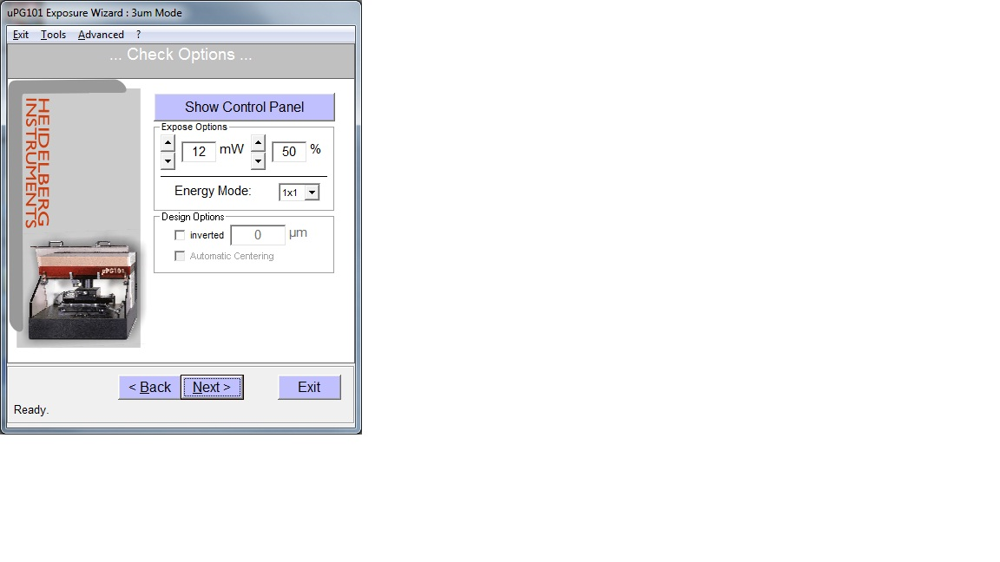 uPG101 Exposure Wizard : 3um Mode
Exit Tools Advanced ?
... Check Options ...
HEIDELBERG
INSTRUMENTS
µPG101
Show Control Panel
Expose Options
12 mW 50 %
Energy Mode: 1x1
Design Options
inverted 0 µm
Automatic Centering
< Back Next > Exit
Ready.